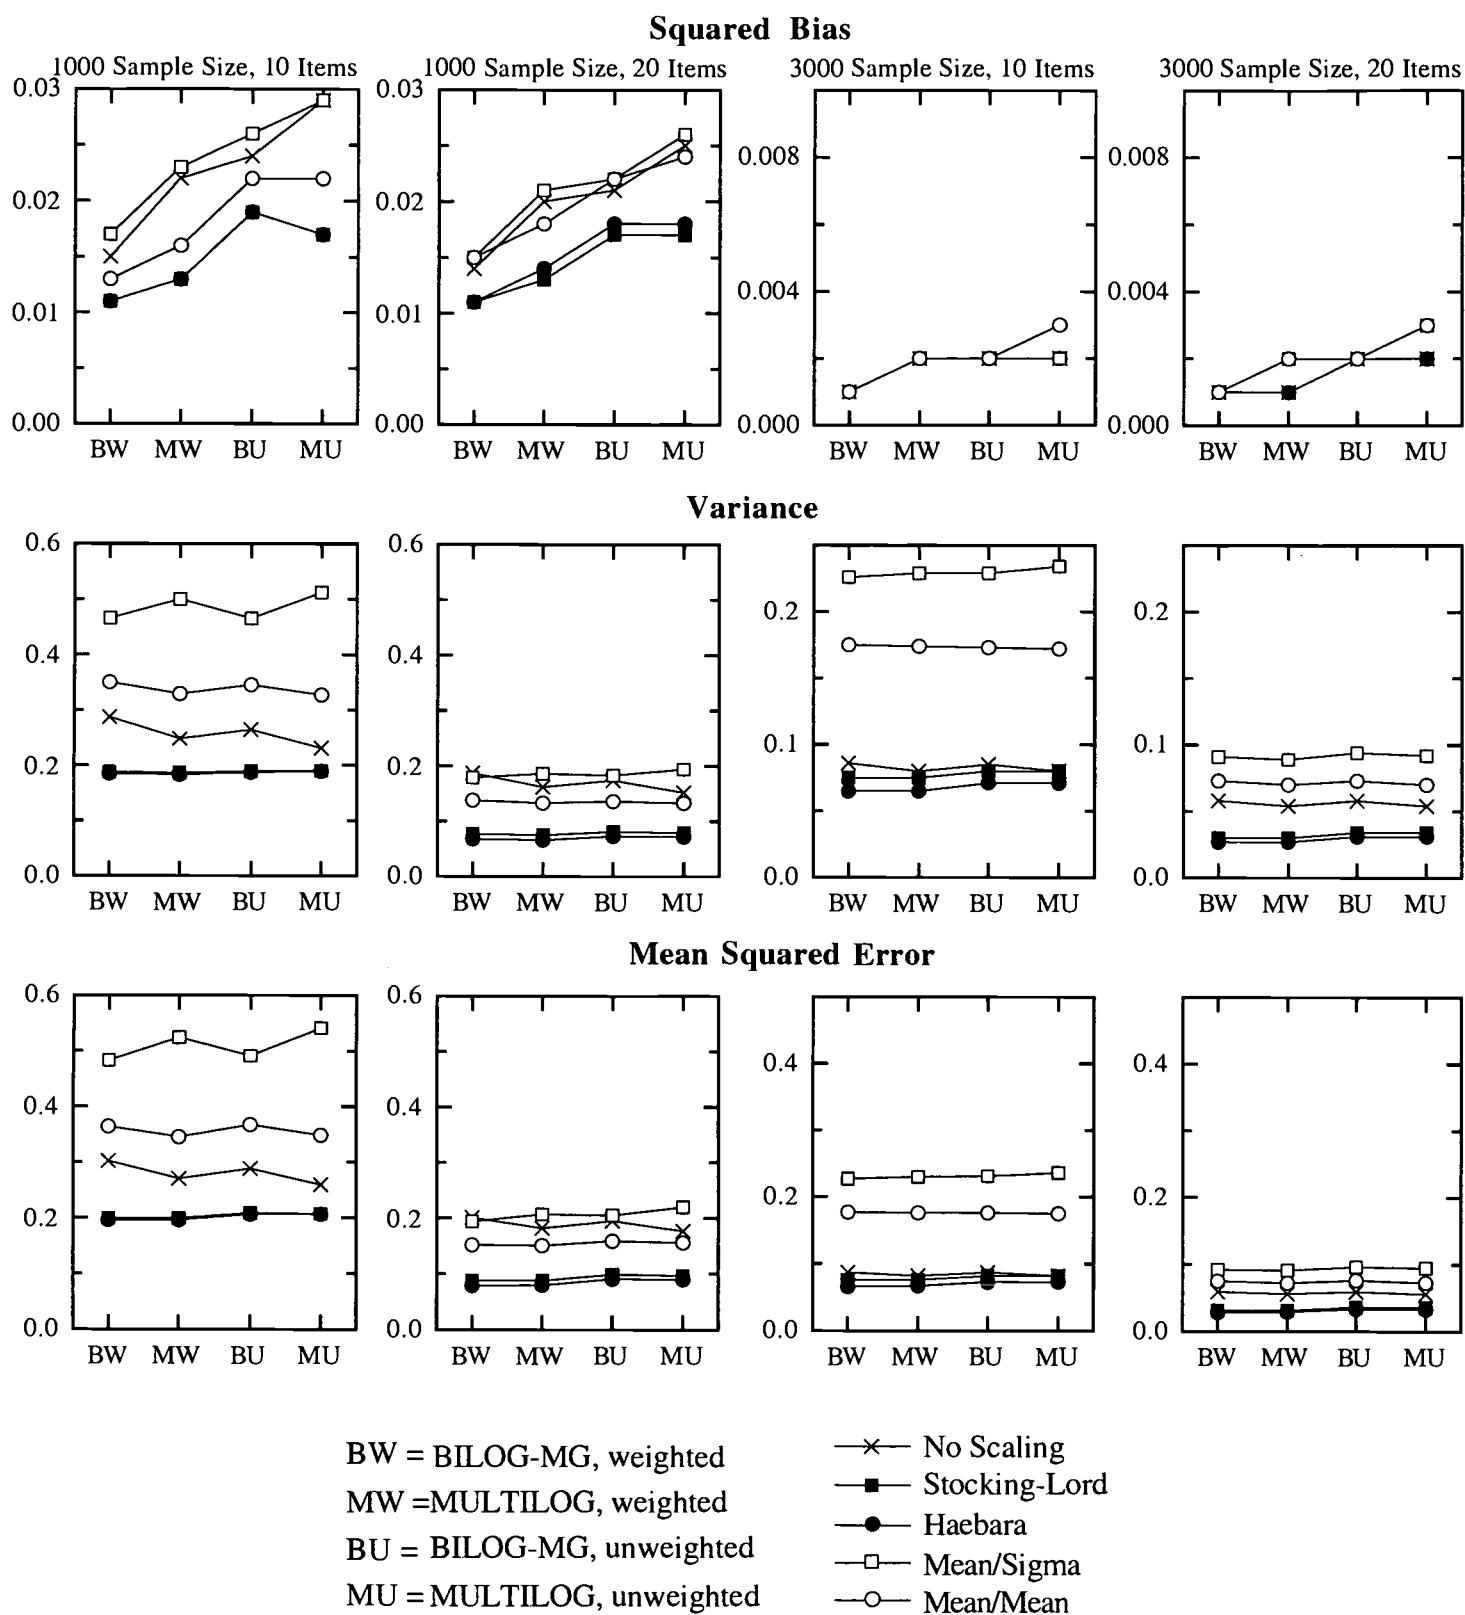 Squared Bias
1000 Sample Size, 10 Items
1000 Sample Size, 20 Items
3000 Sample Size, 10 Items
3000 Sample Size, 20 Items
0.03
0.02
0.01
0.00
BW MW BU MU
0.03
0.02
0.01
0.00
BW MW BU MU
0.008
0.004
0.000
BW MW BU MU
0.008
0.004
0.000
BW MW BU MU
Variance
0.6
0.4
0.2
0.0
BW MW BU MU
0.6
0.4
0.2
0.0
BW MW BU MU
0.2
0.1
0.0
BW MW BU MU
0.2
0.1
0.0
BW MW BU MU
Mean Squared Error
0.6
0.4
0.2
0.0
BW MW BU MU
0.6
0.4
0.2
0.0
BW MW BU MU
0.4
0.2
0.0
BW MW BU MU
0.4
0.2
0.0
BW MW BU MU
BW = BILOG-MG, weighted
MW =MULTILOG, weighted
BU = BILOG-MG, unweighted
MU = MULTILOG, unweighted
No Scaling
Stocking-Lord
Haebara
Mean/Sigma
Mean/Mean